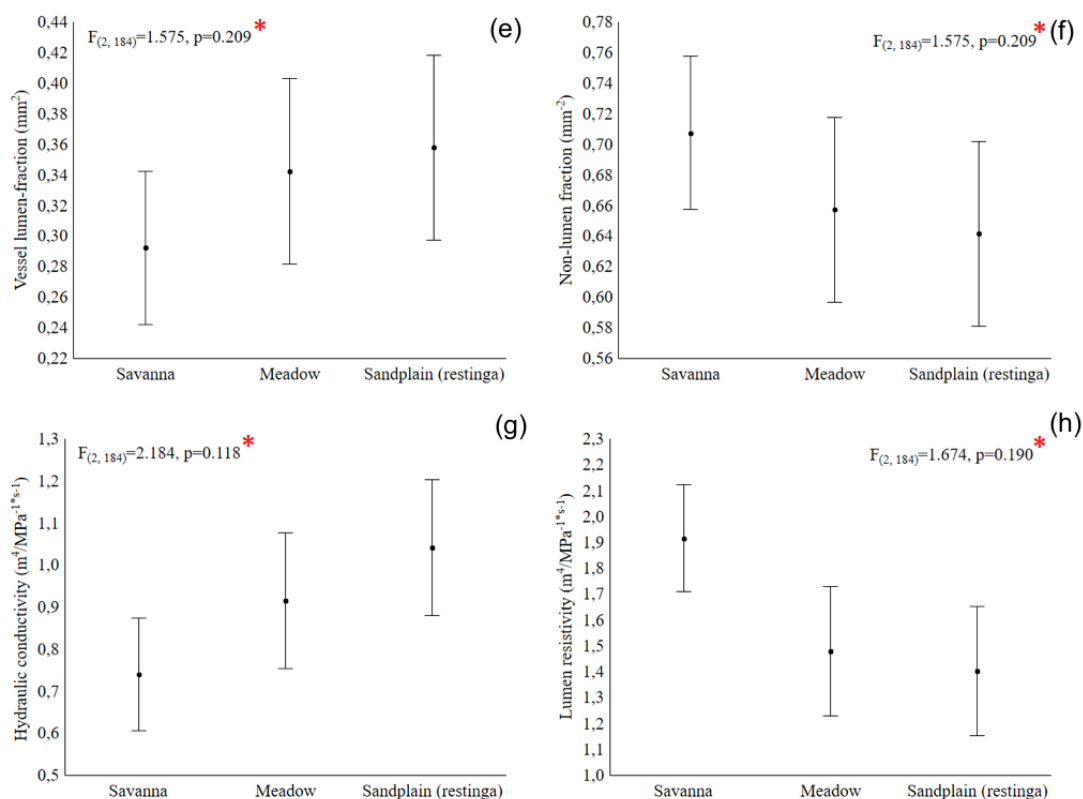 (e)
F(2, 184)=1.575, p=0.209 *
Vessel lumen-fraction (mm²)
0,44
0,42
0,40
0,38
0,36
0,34
0,32
0,30
0,28
0,26
0,24
0,22
Savanna Meadow Sandplain (restinga)
(f)
F(2, 184)=1.575, p=0.209 *
Non-lumen fraction (mm⁻²)
0,78
0,76
0,74
0,72
0,70
0,68
0,66
0,64
0,62
0,60
0,58
0,56
Savanna Meadow Sandplain (restinga)
(g)
F(2, 184)=2.184, p=0.118 *
Hydraulic conductivity (m⁴/MPa⁻¹*ˢ⁻¹)
1,3
1,2
1,1
1,0
0,9
0,8
0,7
0,6
0,5
Savanna Meadow Sandplain (restinga)
(h)
F(2, 184)=1.674, p=0.190 *
Lumen resistivity (m⁴/MPa⁻¹*ˢ⁻¹)
2,3
2,2
2,1
2,0
1,9
1,8
1,7
1,6
1,5
1,4
1,3
1,2
1,1
1,0
Savanna Meadow Sandplain (restinga)